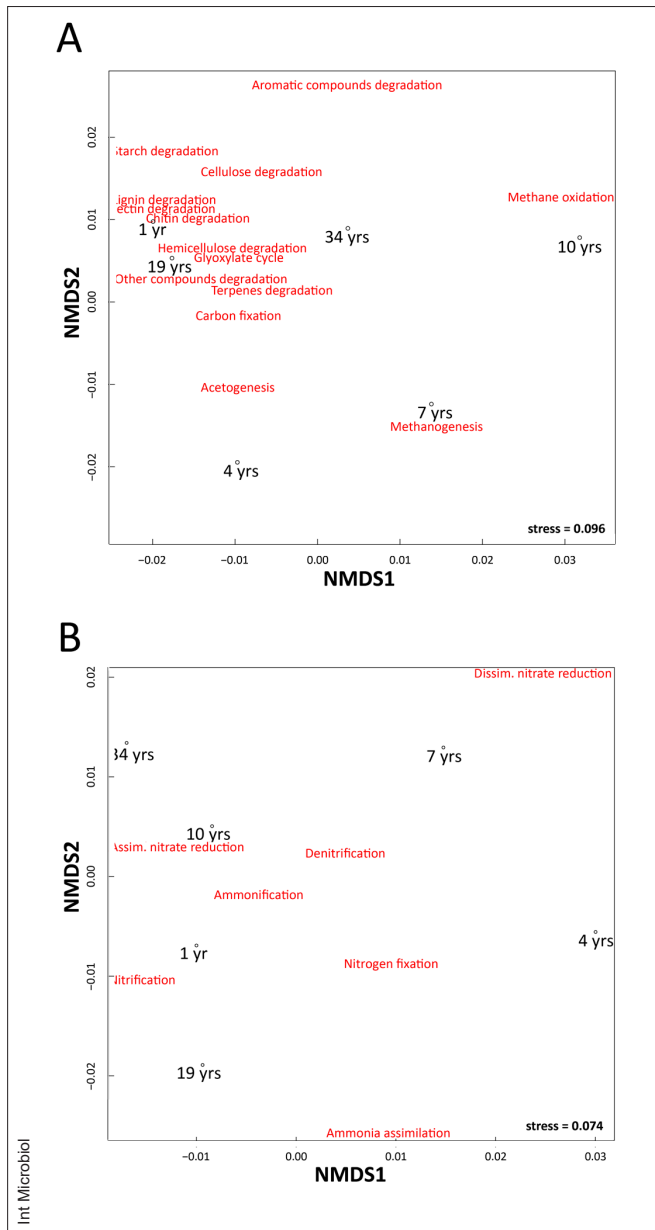 A
Aromatic compounds degradation
Starch degradation
Cellulose degradation
Lignin degradation
Methane oxidation
ectin degradation
Chitin degradation
1 yr
34 yrs
10 yrs
Hemicellulose degradation
Glyoxylate cycle
19 yrs
Other compounds degradation
Terpenes degradation
Carbon fixation
Acetogenesis
7 yrs
Methanogenesis
4 yrs
stress = 0.096
0.02
0.01
0.00
−0.01
−0.02
NMDS2
−0.02 −0.01 0.00 0.01 0.02 0.03
NMDS1
B
Dissim. nitrate reduction
34 yrs
7 yrs
10 yrs
Assim. nitrate reduction
Denitrification
Ammonification
4 yrs
1 yr
Nitrogen fixation
Nitrification
19 yrs
Ammonia assimilation
stress = 0.074
0.02
0.01
0.00
−0.01
−0.02
NMDS2
−0.01 0.00 0.01 0.02 0.03
NMDS1
Int Microbiol